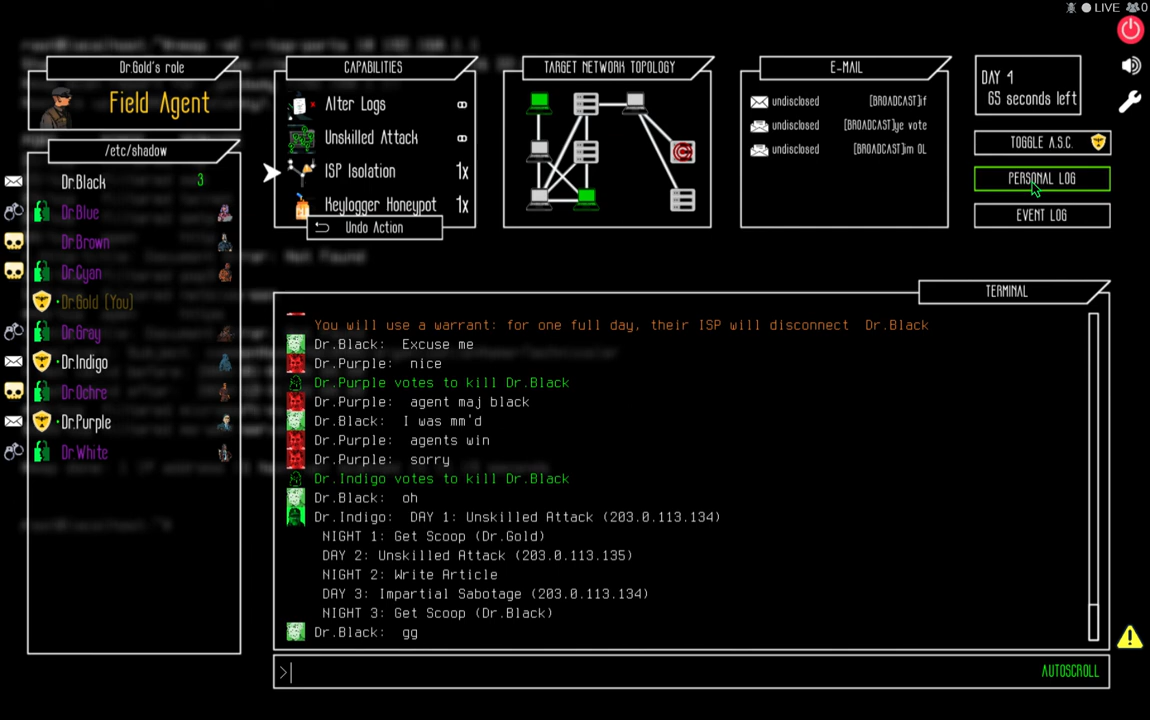 LIVE 0
Dr.Gold's role
Field Agent
/etc/shadow
Dr.Black 3
Dr.Blue
Dr.Brown
Dr.Cyan
Dr.Gold (You)
Dr.Gray
Dr.Indigo
Dr.Ochre
Dr.Purple
Dr.White
CAPABILITIES
Alter Logs
Unskilled Attack
ISP Isolation 1x
Keylogger Honeypot 1x
Undo Action
TARGET NETWORK TOPOLOGY
E-MAIL
undisclosed [BROADCAST]if
undisclosed [BROADCAST]ye vote
undisclosed [BROADCAST]im OL
DAY 4
65 seconds left
TOGGLE A.S.C.
PERSONAL LOG
EVENT LOG
TERMINAL
You will use a warrant: for one full day, their ISP will disconnect Dr.Black
Dr.Black: Excuse me
Dr.Purple: nice
Dr.Purple votes to kill Dr.Black
Dr.Purple: agent maj black
Dr.Black: I was mm'd
Dr.Purple: agents win
Dr.Purple: sorry
Dr.Indigo votes to kill Dr.Black
Dr.Black: oh
Dr.Indigo: DAY 1: Unskilled Attack (203.0.113.134)
NIGHT 1: Get Scoop (Dr.Gold)
DAY 2: Unskilled Attack (203.0.113.135)
NIGHT 2: Write Article
DAY 3: Impartial Sabotage (203.0.113.134)
NIGHT 3: Get Scoop (Dr.Black)
Dr.Black: gg
>
AUTOSCROLL